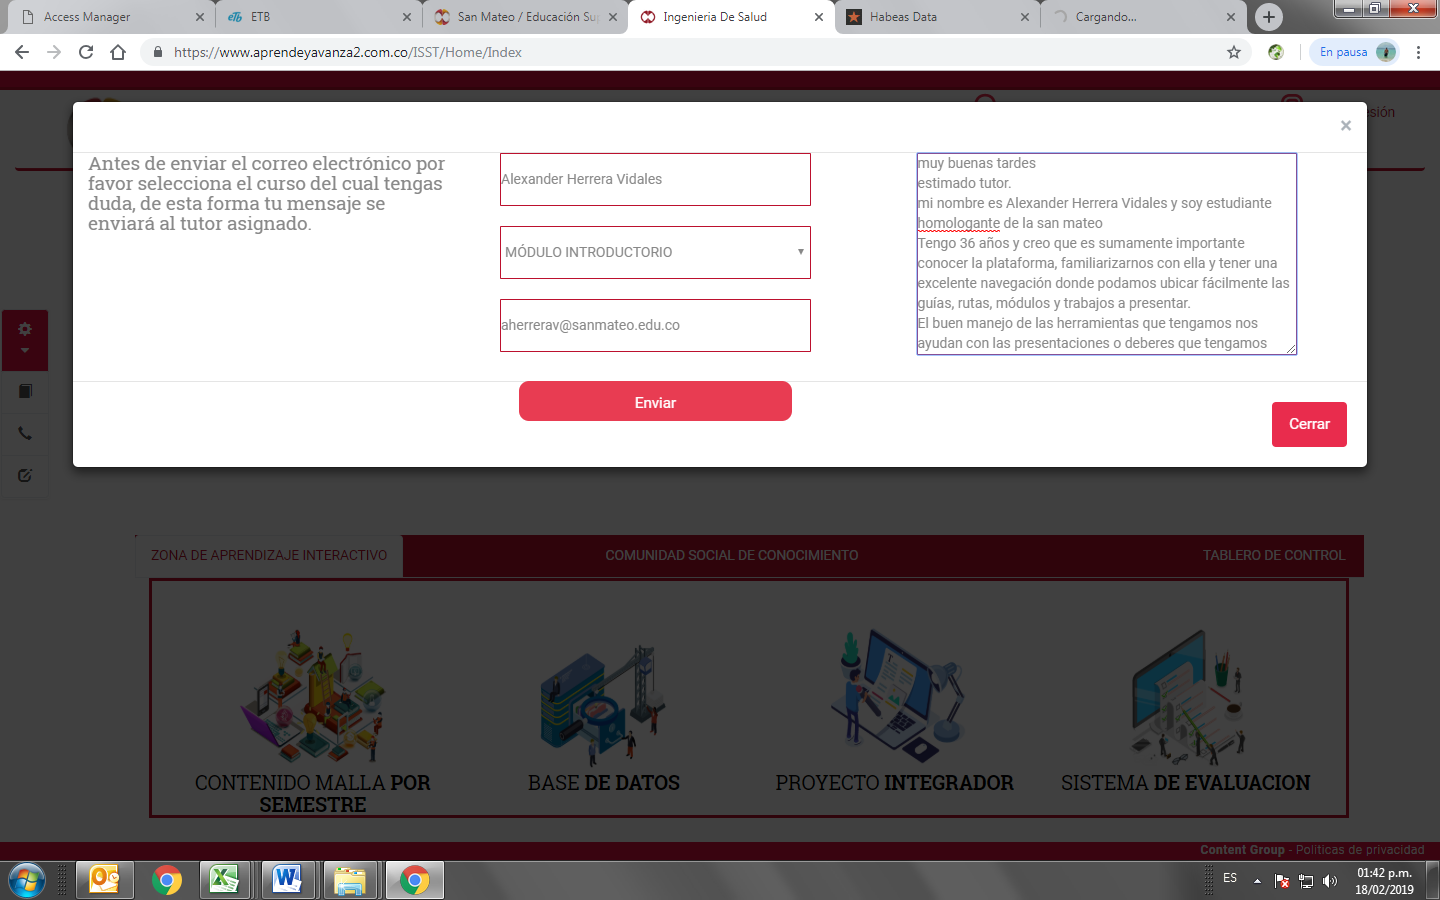 Access Manager
ETB
San Mateo / Educación Su
Ingenieria De Salud
Habeas Data
Cargando...
https://www.aprendeyavanza2.com.co/ISST/Home/Index
En pausa
esión
Antes de enviar el correo electrónico por
favor selecciona el curso del cual tengas
duda, de esta forma tu mensaje se
enviará al tutor asignado.
Alexander Herrera Vidales
MÓDULO INTRODUCTORIO
aherrerav@sanmateo.edu.co
muy buenas tardes
estimado tutor.
mi nombre es Alexander Herrera Vidales y soy estudiante
homologante de la san mateo
Tengo 36 años y creo que es sumamente importante
conocer la plataforma, familiarizarnos con ella y tener una
excelente navegación donde podamos ubicar fácilmente las
guías, rutas, módulos y trabajos a presentar.
El buen manejo de las herramientas que tengamos nos
ayudan con las presentaciones o deberes que tengamos
Enviar
Cerrar
ZONA DE APRENDIZAJE INTERACTIVO
COMUNIDAD SOCIAL DE CONOCIMIENTO
TABLERO DE CONTROL
CONTENIDO MALLA POR
SEMESTRE
BASE DE DATOS
PROYECTO INTEGRADOR
SISTEMA DE EVALUACION
Content Group - Politicas de privacidad
ES
01:42 p.m.
18/02/2019